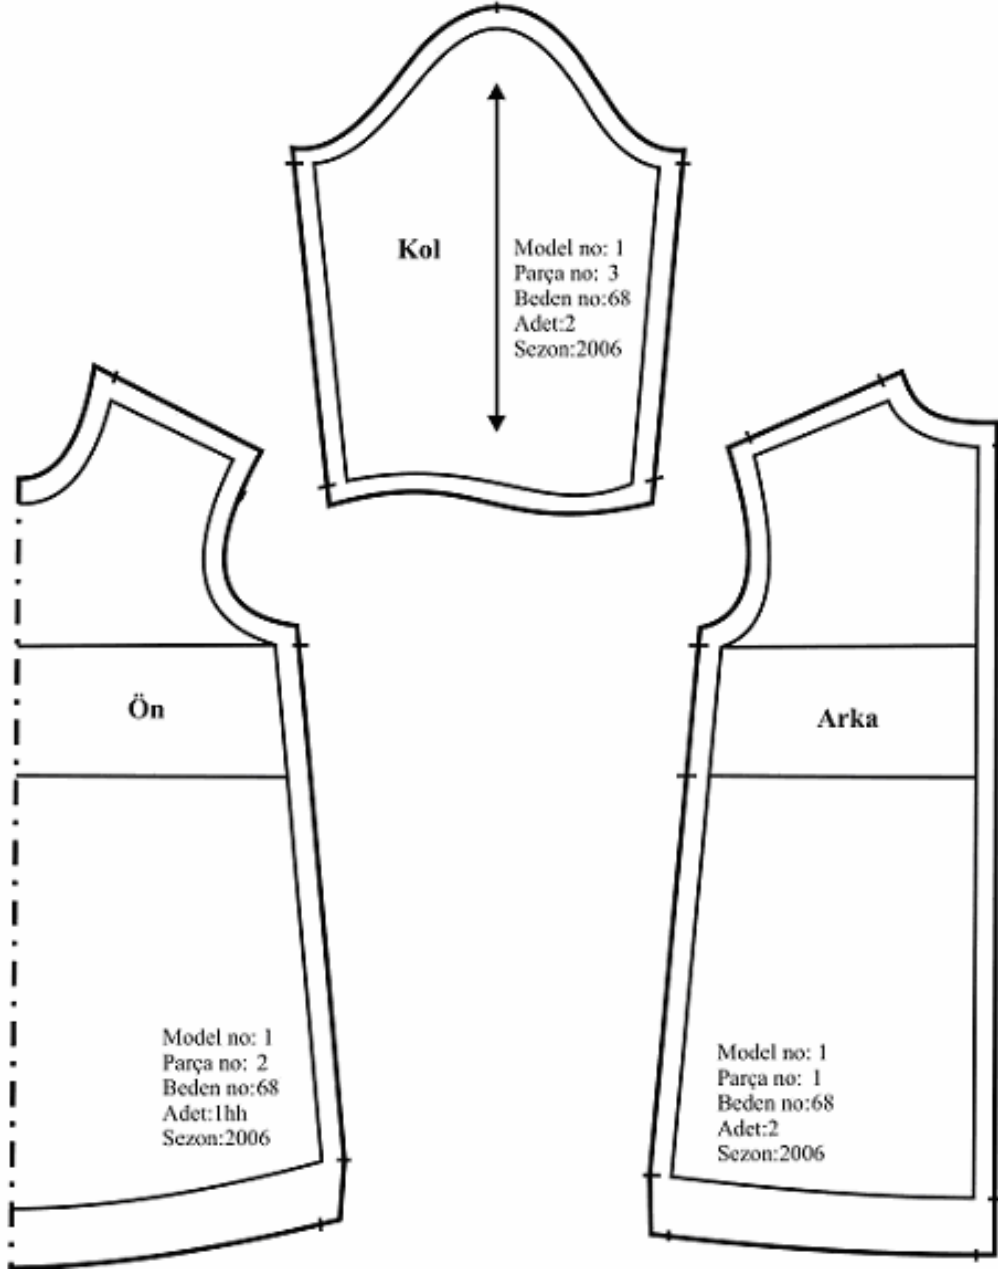 Kol
Model no: 1
Parça no: 3
Beden no:68
Adet:2
Sezon:2006
Ön
Model no: 1
Parça no: 2
Beden no:68
Adet:1hh
Sezon:2006
Arka
Model no: 1
Parça no: 1
Beden no:68
Adet:2
Sezon:2006